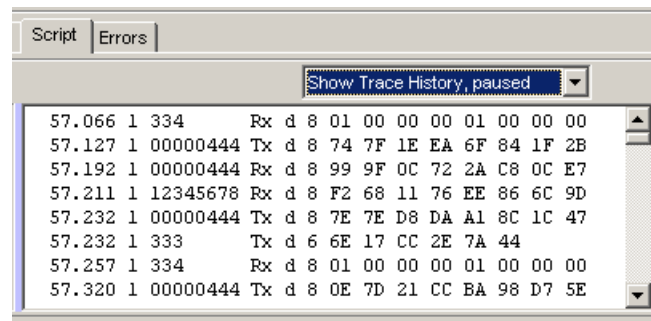 Script Errors
Show Trace History, paused
57.066 1 334 Rx d 8 01 00 00 00 01 00 00 00
57.127 1 00000444 Tx d 8 74 7F 1E EA 6F 84 1F 2B
57.192 1 00000444 Rx d 8 99 9F 0C 72 2A C8 0C E7
57.211 1 12345678 Rx d 8 F2 68 11 76 EE 86 6C 9D
57.232 1 00000444 Tx d 8 7E 7E D8 DA A1 8C 1C 47
57.232 1 333 Tx d 6 6E 17 CC 2E 7A 44
57.257 1 334 Rx d 8 01 00 00 00 01 00 00 00
57.320 1 00000444 Tx d 8 0E 7D 21 CC BA 98 D7 5E